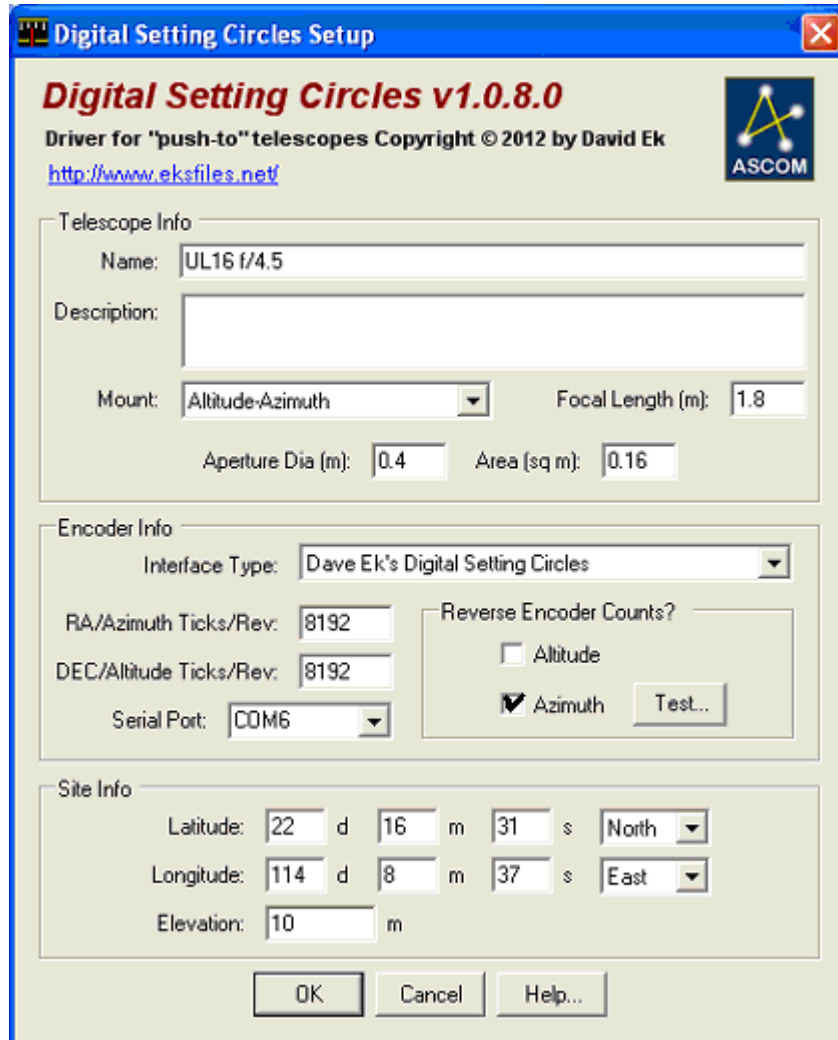 Digital Setting Circles Setup
Digital Setting Circles v1.0.8.0
Driver for "push-to" telescopes Copyright © 2012 by David Ek
http://www.eksfiles.net/
ASCOM
Telescope Info
Name: UL16 f/4.5
Description:
Mount: Altitude-Azimuth Focal Length (m): 1.8
Aperture Dia (m): 0.4 Area (sq m): 0.16
Encoder Info
Interface Type: Dave Ek's Digital Setting Circles
RA/Azimuth Ticks/Rev: 8192
DEC/Altitude Ticks/Rev: 8192
Serial Port: COM6
Reverse Encoder Counts?
Altitude
Azimuth Test...
Site Info
Latitude: 22 d 16 m 31 s North
Longitude: 114 d 8 m 37 s East
Elevation: 10 m
OK Cancel Help...